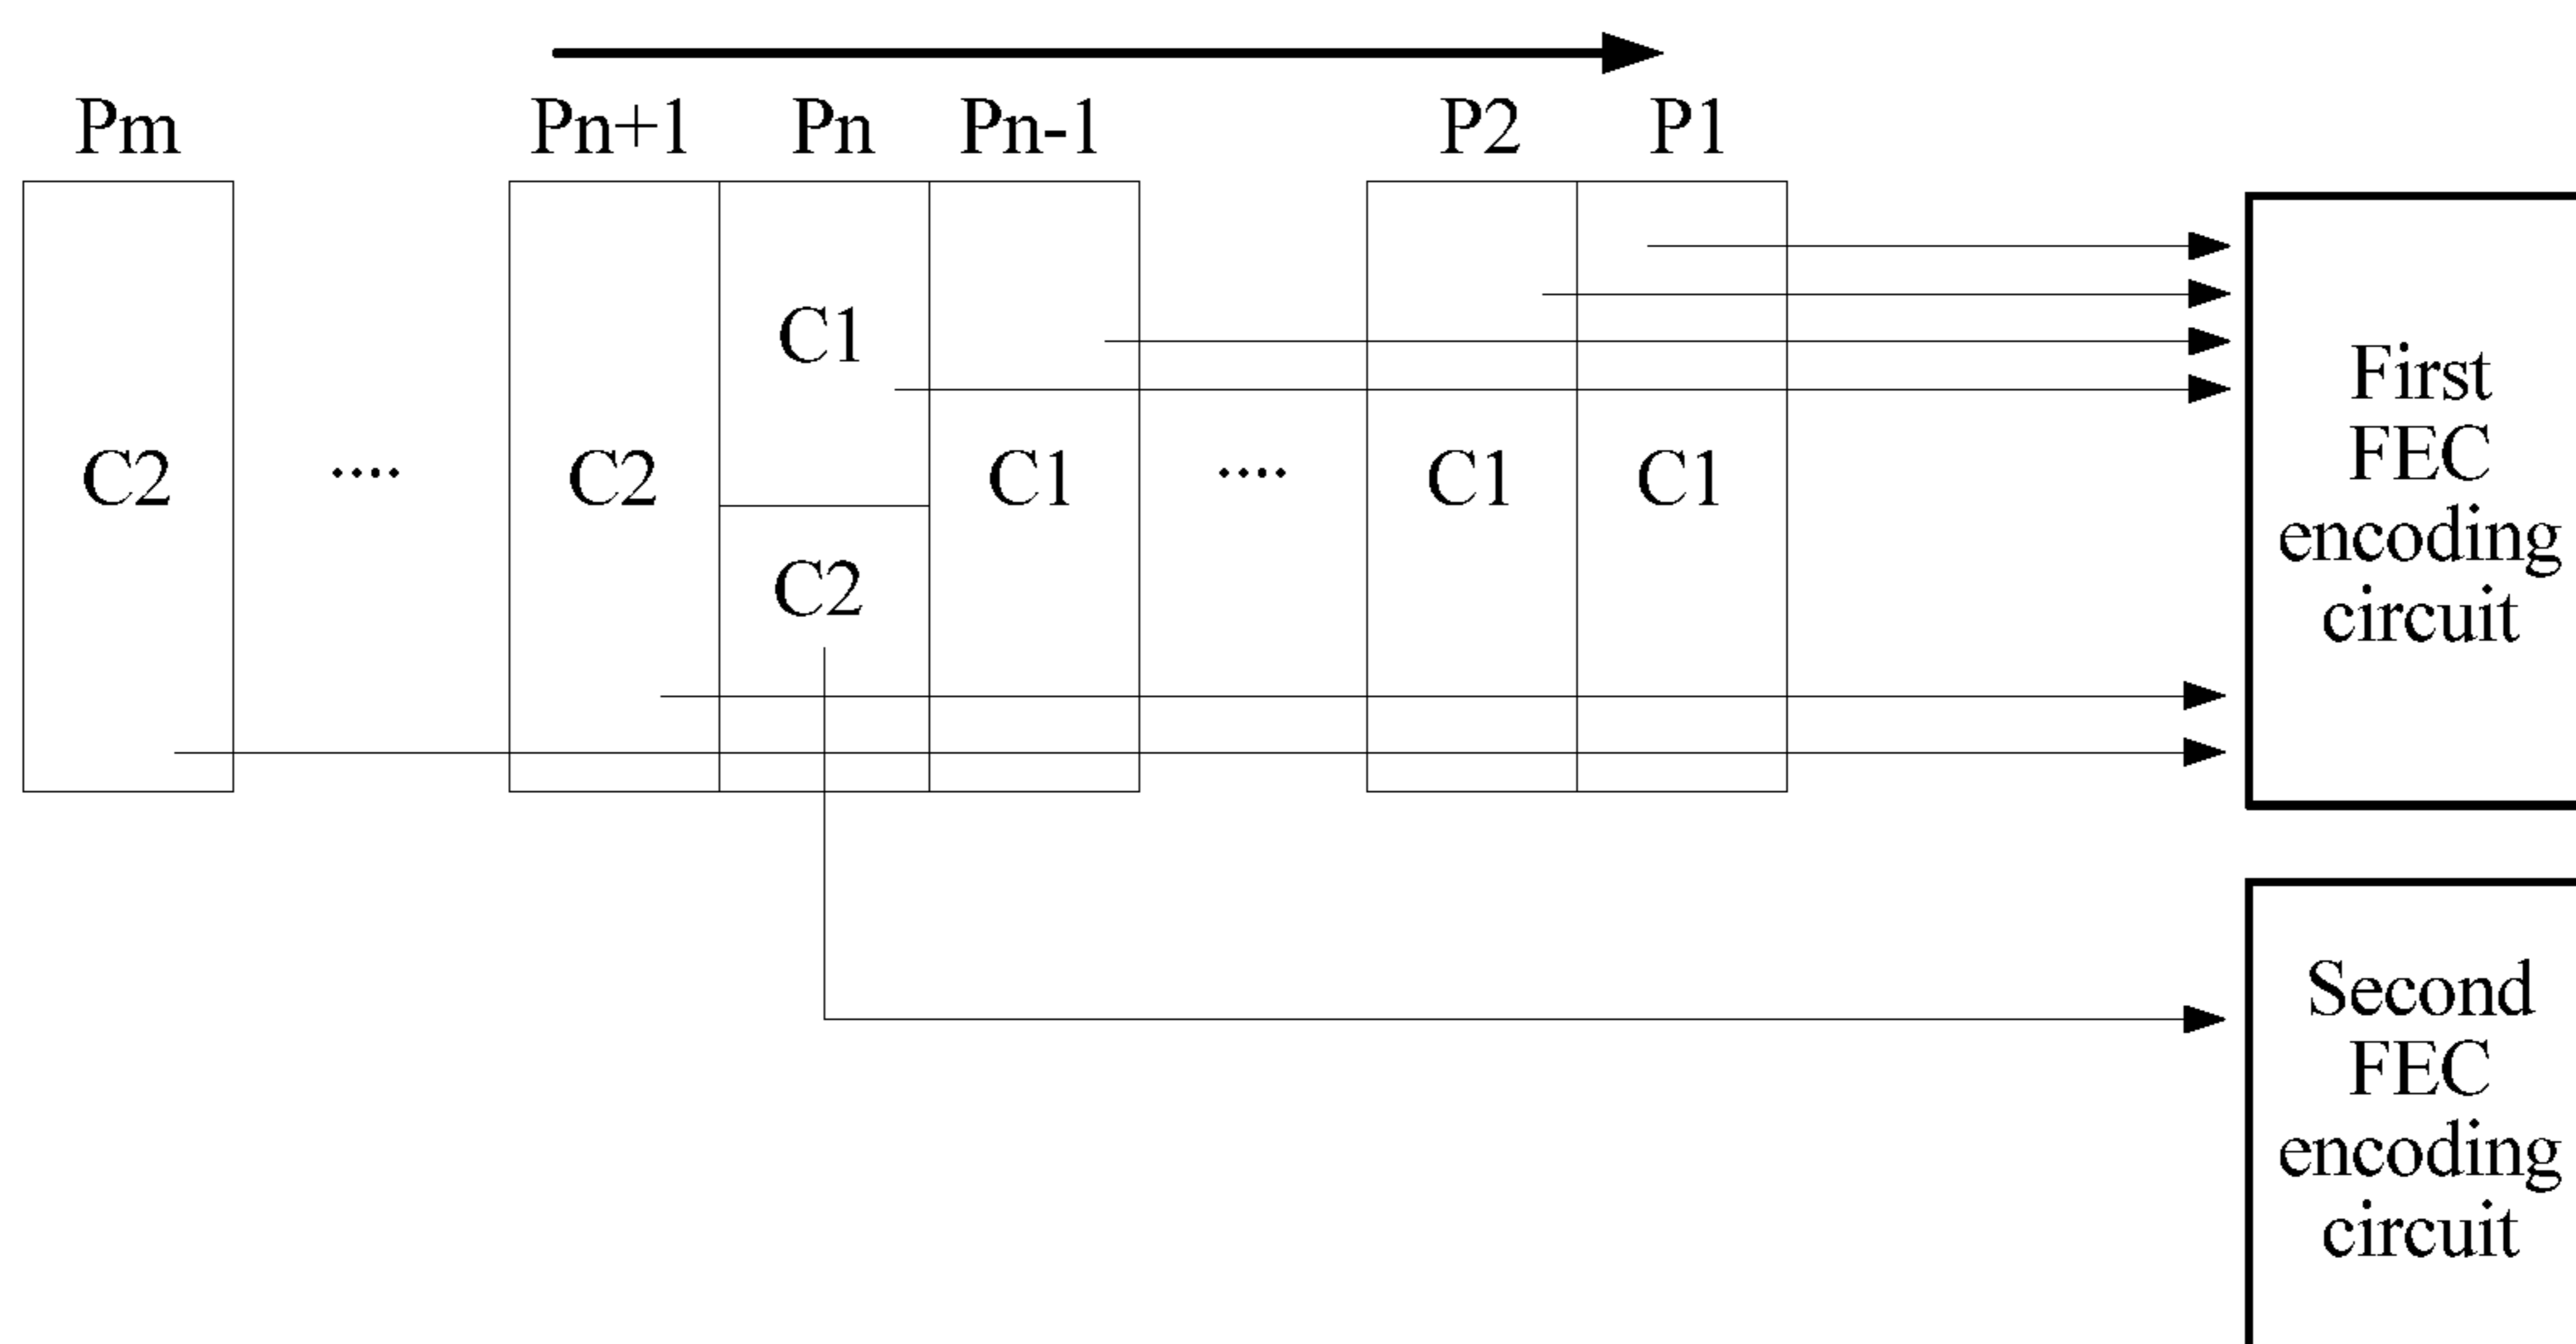 Pm Pn+1 Pn Pn-1 P2 P1
C1
C2 .... C2 C1 .... C1 C1
C2
First
FEC
encoding
circuit
Second
FEC
encoding
circuit